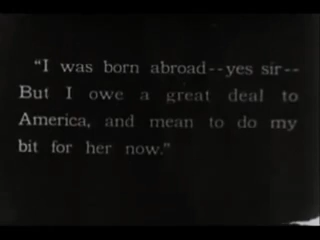 "I was born abroad--yes sir--
But I owe a great deal to
America, and mean to do my
bit for her now."